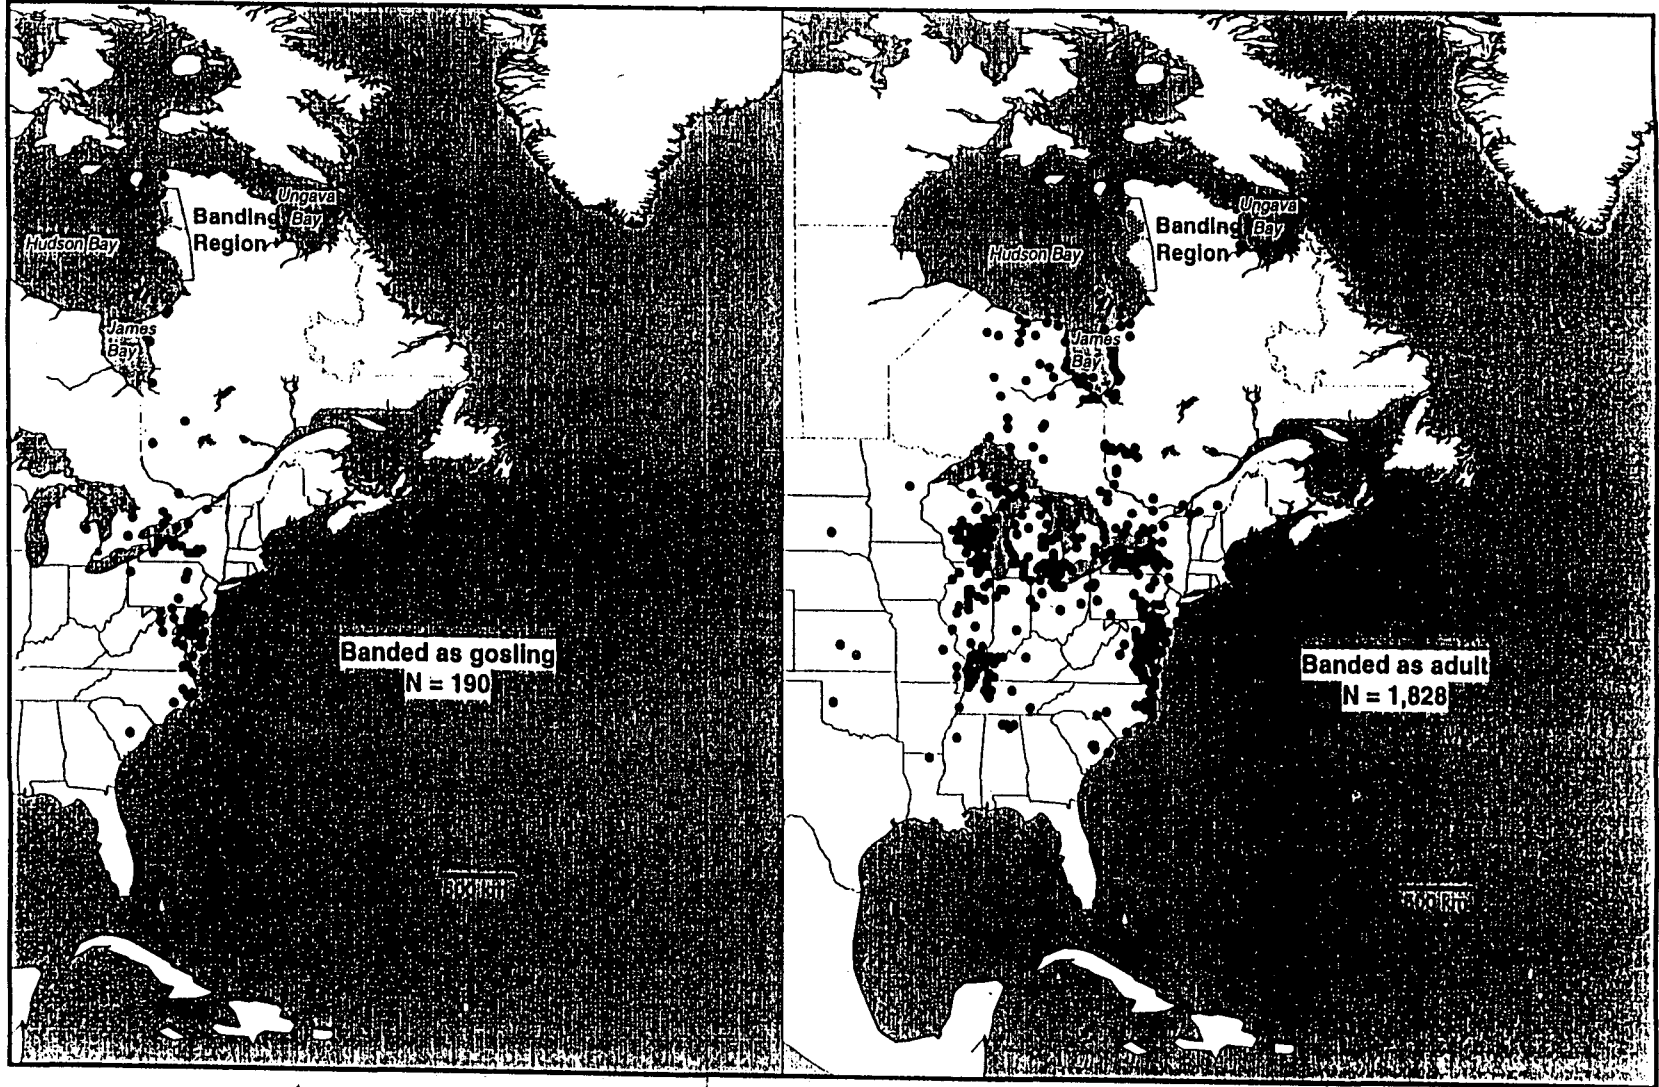 Ungava
Bay
Banding
Region
Hudson Bay
James
Bay
Banded as gosling
N = 190
Ungava
Bay
Banding
Region
Hudson Bay
James
Bay
Banded as adult
N = 1,828